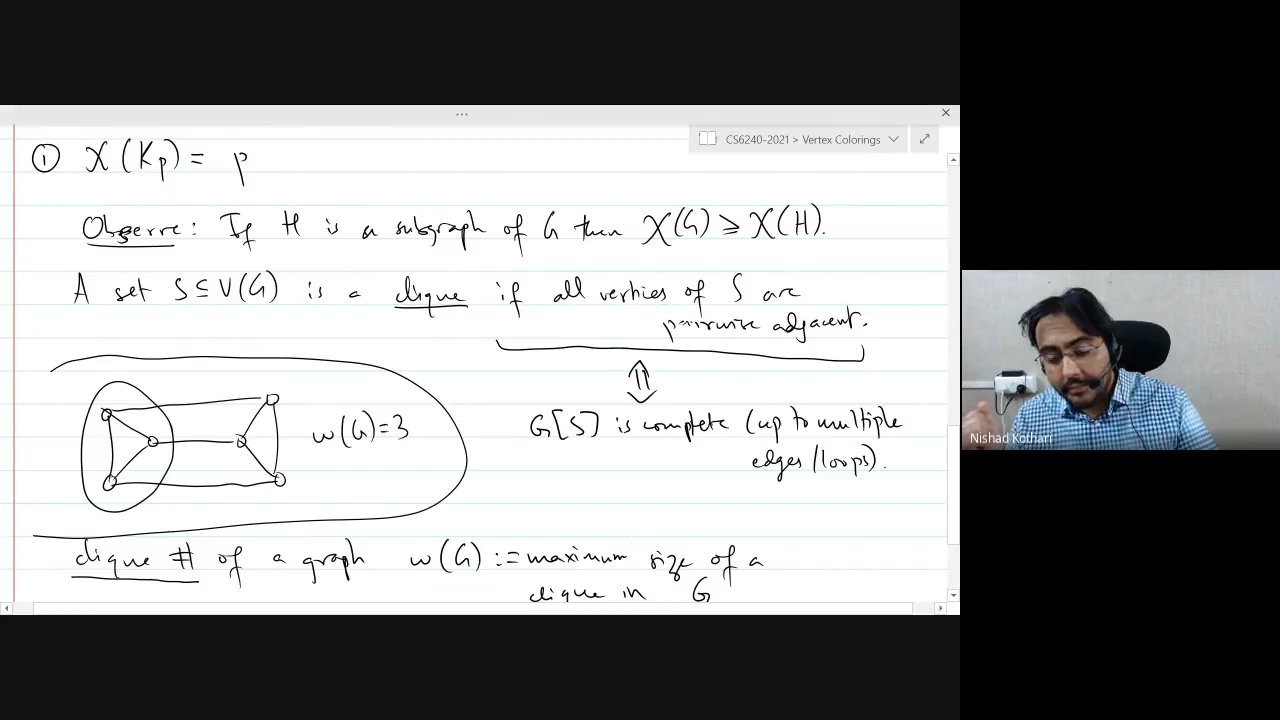 CS6240-2021 > Vertex Colorings
① χ(Kp) = p
Observe: If H is a subgraph of G then χ(G) ≥ χ(H).
A set S ⊆ V(G) is a clique if all vertices of S are
pairwise adjacent.
⇕
G[S] is complete (up to multiple
edges/loops).
ω(G)=3
clique # of a graph ω(G) := maximum size of a
clique in G
Nishad Kothari